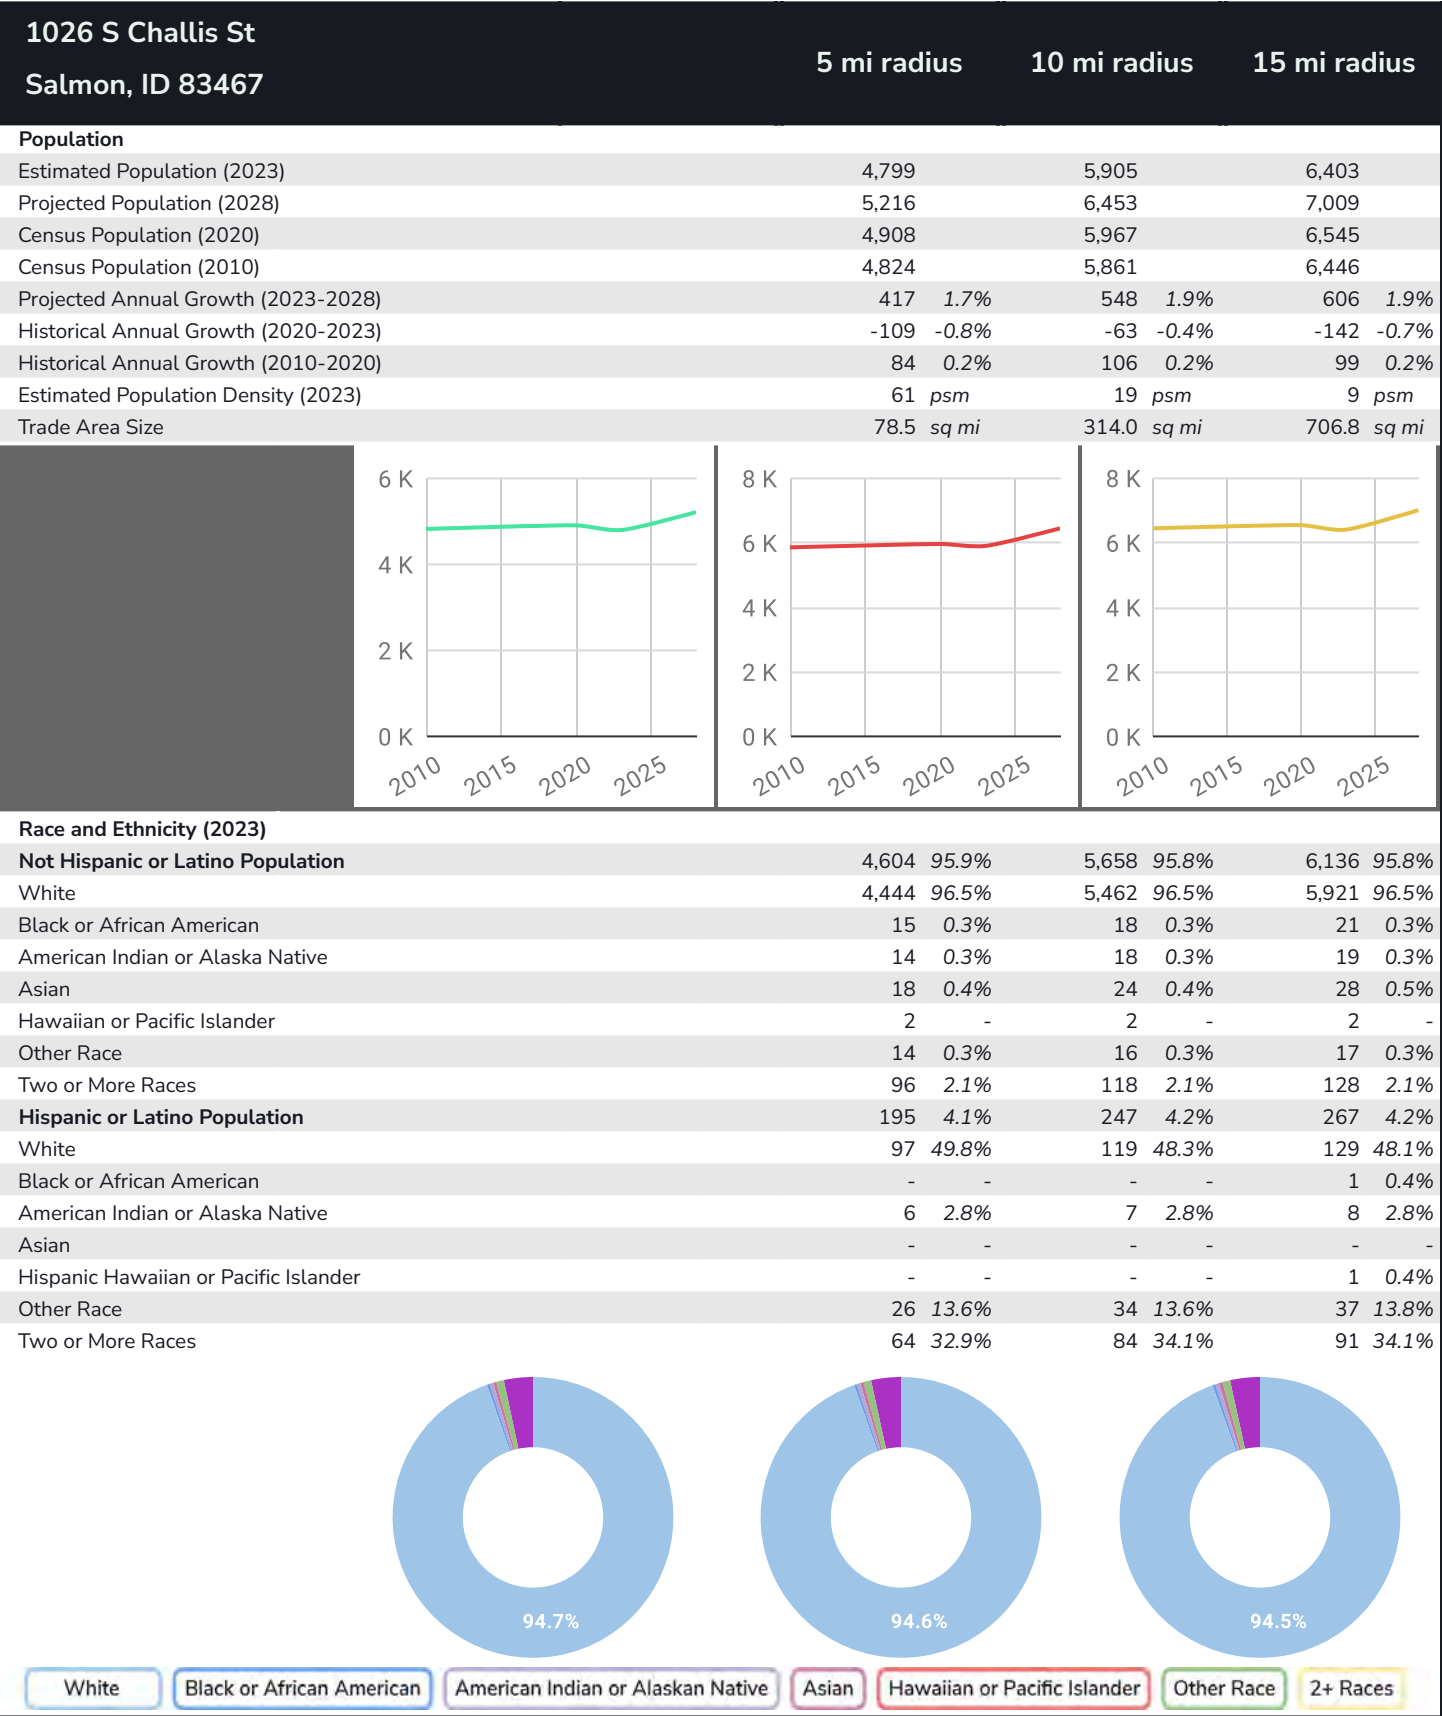 1026 S Challis St
Salmon, ID 83467
5 mi radius 10 mi radius 15 mi radius
Population
Estimated Population (2023) 4,799 5,905 6,403
Projected Population (2028) 5,216 6,453 7,009
Census Population (2020) 4,908 5,967 6,545
Census Population (2010) 4,824 5,861 6,446
Projected Annual Growth (2023-2028) 417 1.7% 548 1.9% 606 1.9%
Historical Annual Growth (2020-2023) -109 -0.8% -63 -0.4% -142 -0.7%
Historical Annual Growth (2010-2020) 84 0.2% 106 0.2% 99 0.2%
Estimated Population Density (2023) 61 psm 19 psm 9 psm
Trade Area Size 78.5 sq mi 314.0 sq mi 706.8 sq mi
6 K
4 K
2 K
0 K
2010 2015 2020 2025
8 K
6 K
4 K
2 K
0 K
2010 2015 2020 2025
8 K
6 K
4 K
2 K
0 K
2010 2015 2020 2025
Race and Ethnicity (2023)
Not Hispanic or Latino Population 4,604 95.9% 5,658 95.8% 6,136 95.8%
White 4,444 96.5% 5,462 96.5% 5,921 96.5%
Black or African American 15 0.3% 18 0.3% 21 0.3%
American Indian or Alaska Native 14 0.3% 18 0.3% 19 0.3%
Asian 18 0.4% 24 0.4% 28 0.5%
Hawaiian or Pacific Islander 2 - 2 - 2 -
Other Race 14 0.3% 16 0.3% 17 0.3%
Two or More Races 96 2.1% 118 2.1% 128 2.1%
Hispanic or Latino Population 195 4.1% 247 4.2% 267 4.2%
White 97 49.8% 119 48.3% 129 48.1%
Black or African American - - - - 1 0.4%
American Indian or Alaska Native 6 2.8% 7 2.8% 8 2.8%
Asian - - - - - -
Hispanic Hawaiian or Pacific Islander - - - - 1 0.4%
Other Race 26 13.6% 34 13.6% 37 13.8%
Two or More Races 64 32.9% 84 34.1% 91 34.1%
94.7% 94.6% 94.5%
White Black or African American American Indian or Alaskan Native Asian Hawaiian or Pacific Islander Other Race 2+ Races